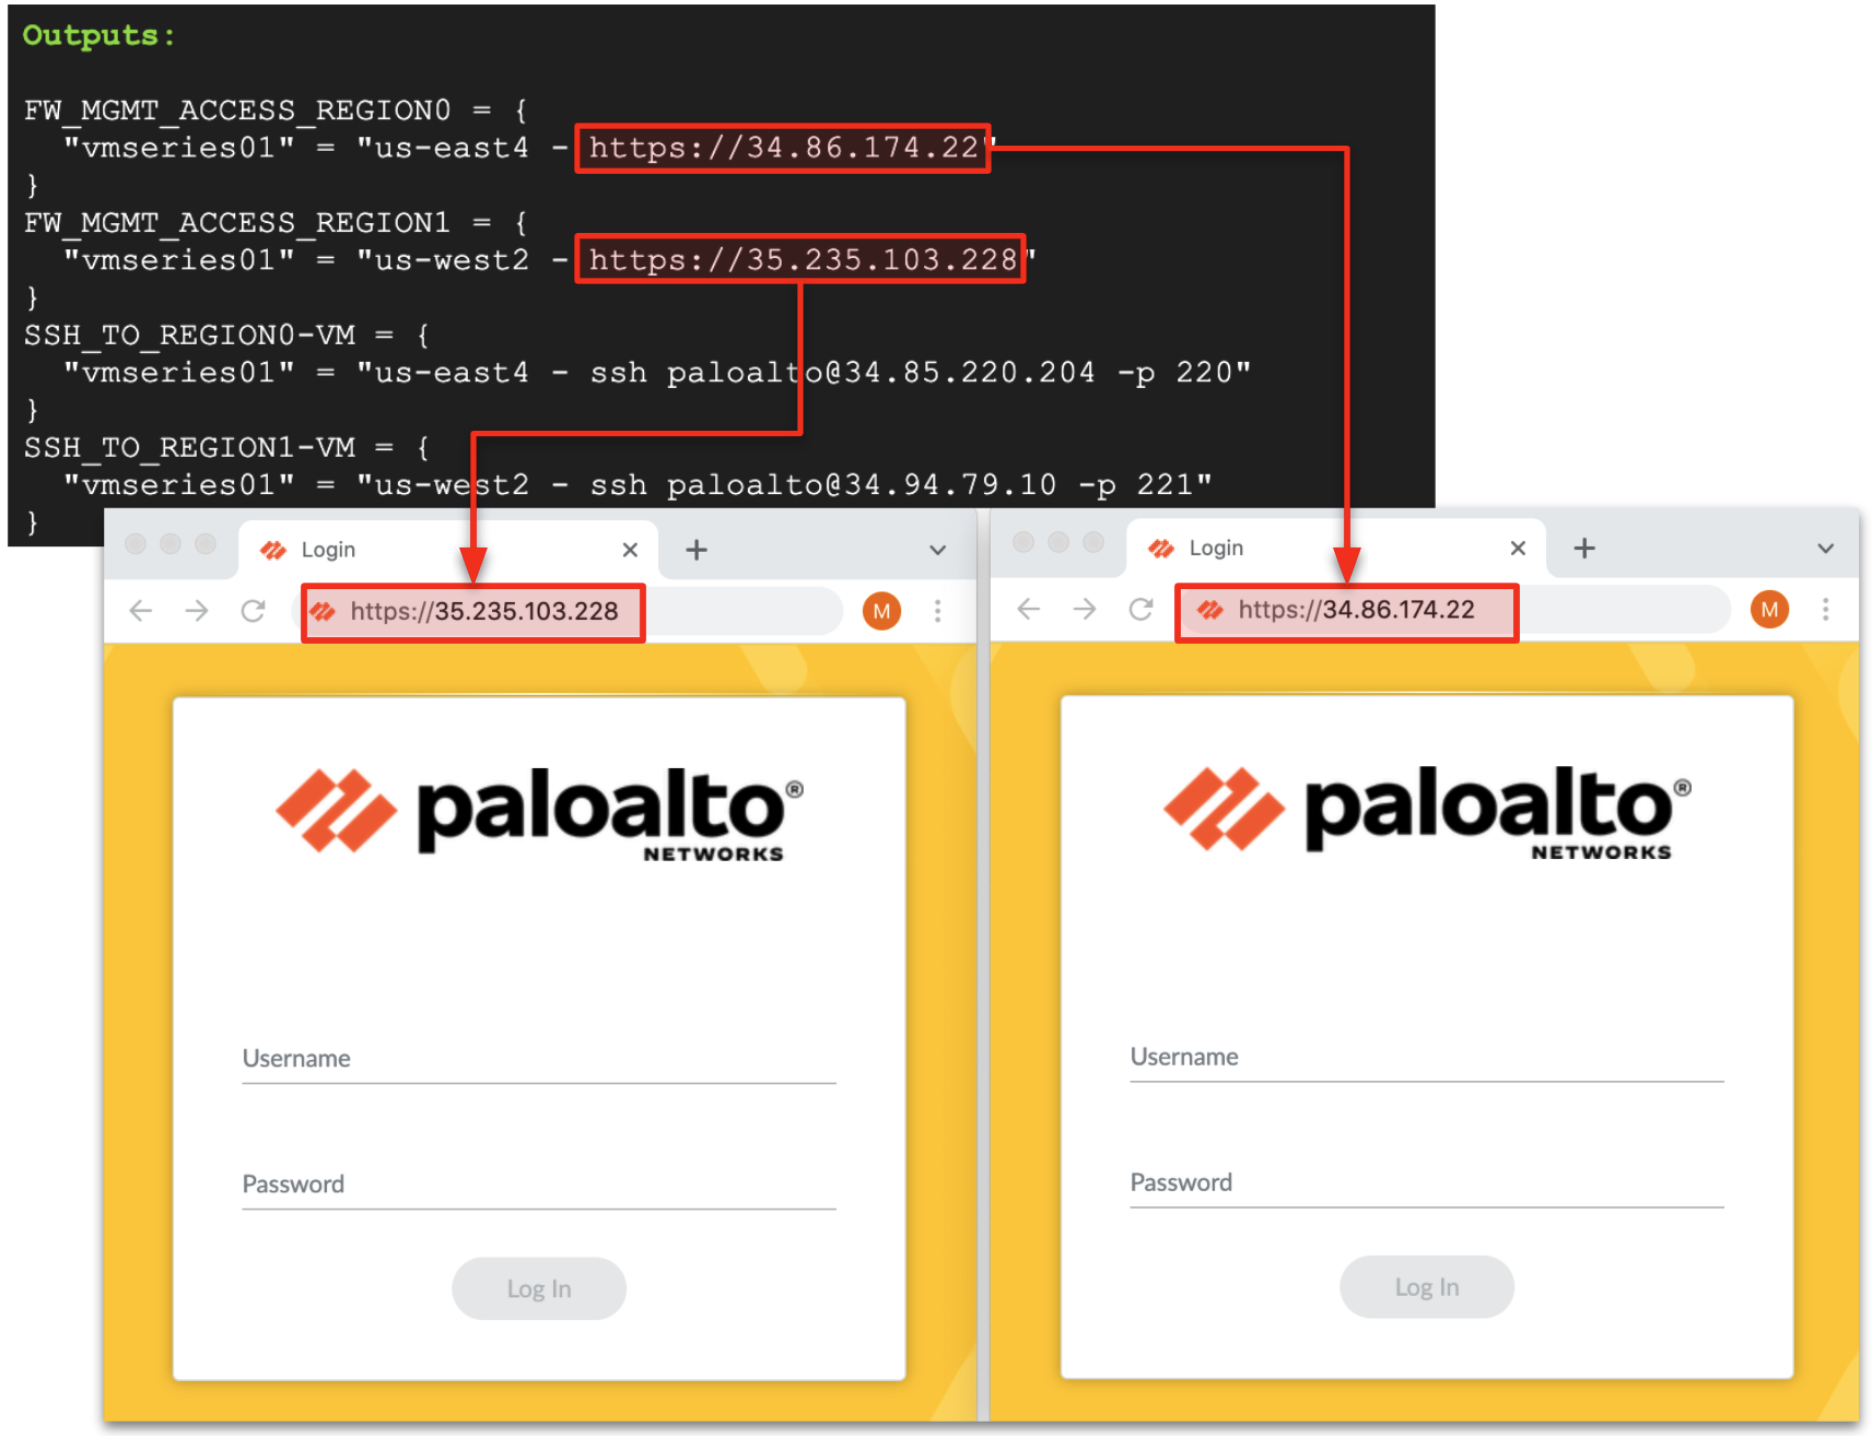 Outputs:
FW_MGMT_ACCESS_REGION0 = {
"vmseries01" = "us-east4 - https://34.86.174.22"
}
FW_MGMT_ACCESS_REGION1 = {
"vmseries01" = "us-west2 - https://35.235.103.228"
}
SSH_TO_REGION0-VM = {
"vmseries01" = "us-east4 - ssh paloalto@34.85.220.204 -p 220"
}
SSH_TO_REGION1-VM = {
"vmseries01" = "us-west2 - ssh paloalto@34.94.79.10 -p 221"
}
Login
https://35.235.103.228
M
paloalto®
NETWORKS
Username
Password
Log In
Login
https://34.86.174.22
M
paloalto®
NETWORKS
Username
Password
Log In